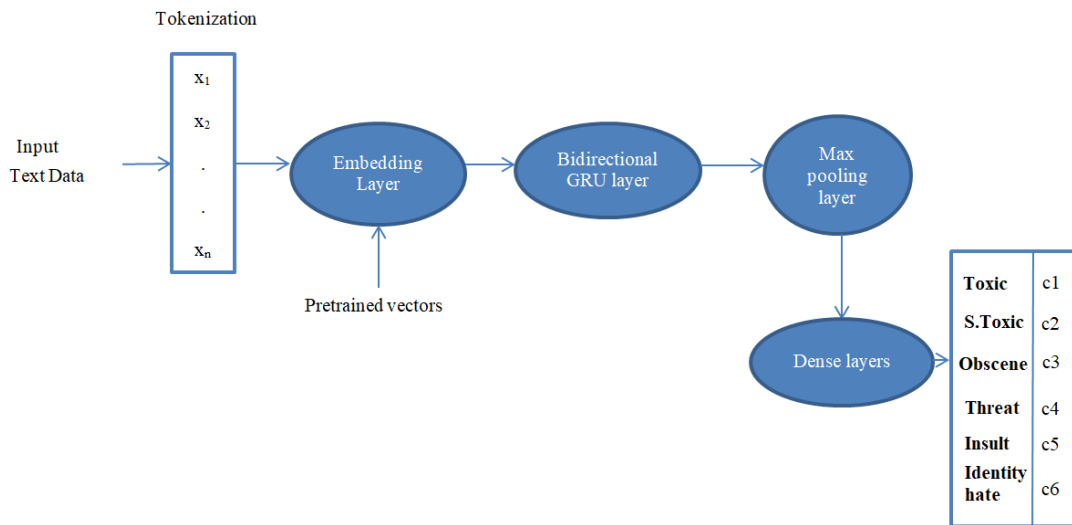 Tokenization
x₁
x₂
.
.
xₙ
Input
Text Data
Embedding
Layer
Pretrained vectors
Bidirectional
GRU layer
Max
pooling
layer
Dense layers
Toxic c1
S.Toxic c2
Obscene c3
Threat c4
Insult c5
Identity
hate c6